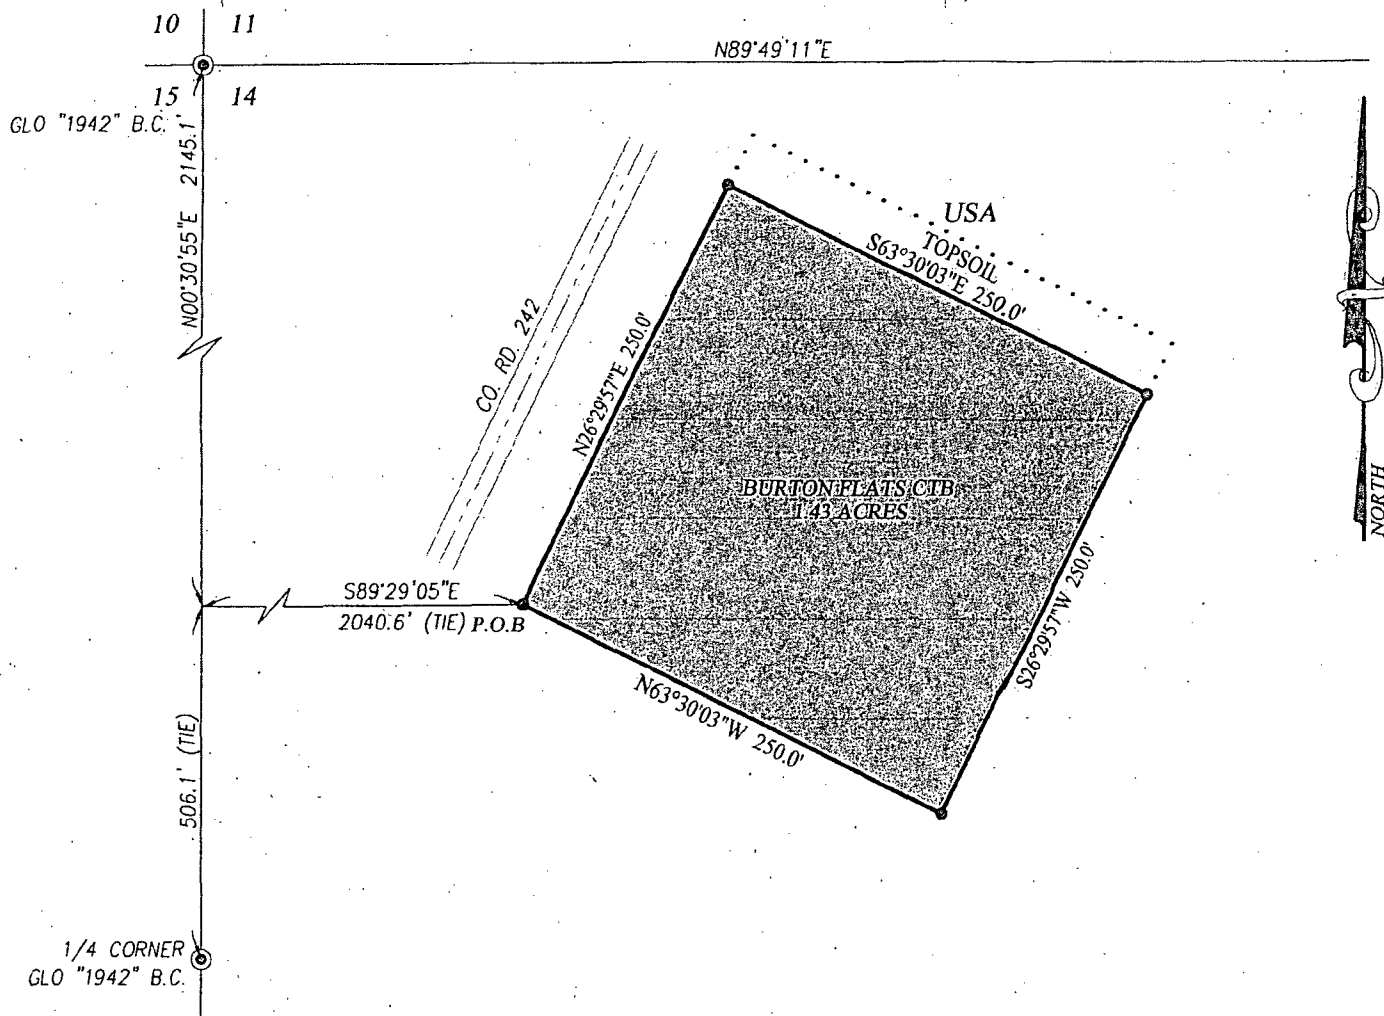 10 11
N89°49'11"E
15 14
GLO "1942" B.C.
N00°30'55"E 2145.1'
USA
TOPSOIL
S63°30'03"E 250.0'
CO. RD. 242
N26°29'57"E 250.0'
BURTON FLATS CTB
1.43 ACRES
S26°29'57"W 250.0'
S89°29'05"E
2040.6' (TIE) P.O.B
N63°30'03"W 250.0'
506.1' (TIE)
1/4 CORNER
GLO "1942" B.C.
NORTH